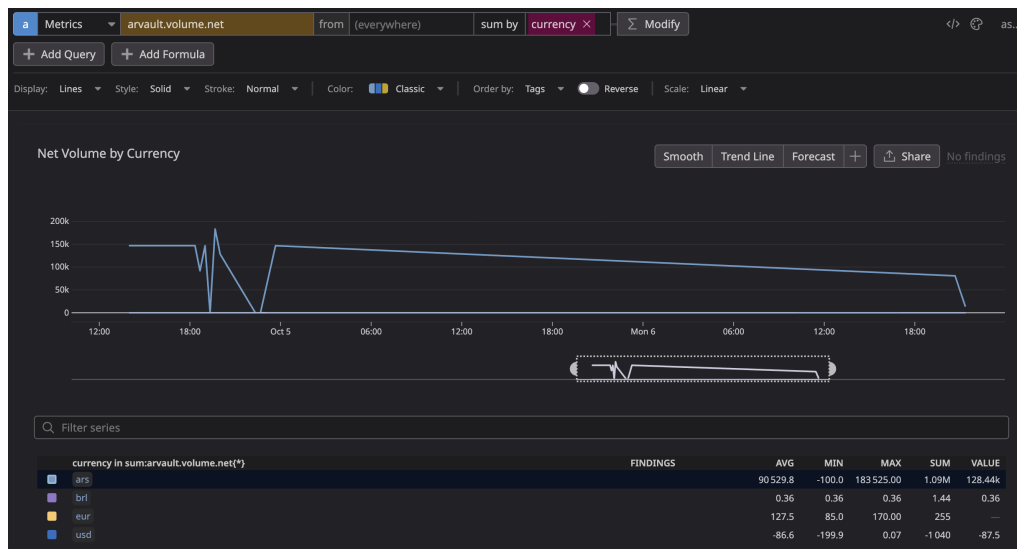 a Metrics arvault.volume.net from (everywhere) sum by currency × Σ Modify </> as..
+ Add Query + Add Formula
Display: Lines Style: Solid Stroke: Normal Color: Classic Order by: Tags Reverse Scale: Linear
Net Volume by Currency
Smooth Trend Line Forecast + Share No findings
200k
150k
100k
50k
0
12:00 18:00 Oct 5 06:00 12:00 18:00 Mon 6 06:00 12:00 18:00
Filter series
currency in sum:arvault.volume.net{*} FINDINGS AVG MIN MAX SUM VALUE
ars 90 529.8 -100.0 183 525.00 1.09M 128.44k
brl 0.36 0.36 0.36 1.44 0.36
eur 127.5 85.0 170.00 255 —
usd -86.6 -199.9 0.07 -1 040 -87.5